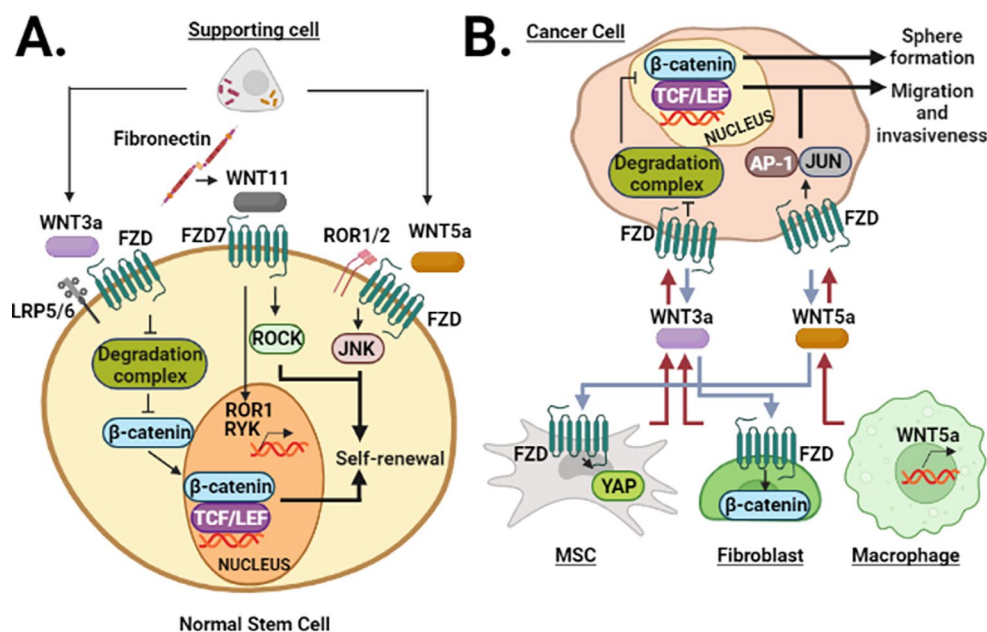 A.
Supporting cell
Fibronectin
WNT11
WNT3a
FZD
FZD7
ROR1/2
WNT5a
LRP5/6
FZD
Degradation
complex
ROCK
JNK
β-catenin
ROR1
RYK
Self-renewal
β-catenin
TCF/LEF
NUCLEUS
Normal Stem Cell
B.
Cancer Cell
β-catenin
TCF/LEF
NUCLEUS
Sphere
formation
Migration
and
invasiveness
Degradation
complex
AP-1
JUN
FZD
FZD
WNT3a
WNT5a
FZD
YAP
FZD
β-catenin
WNT5a
MSC
Fibroblast
Macrophage